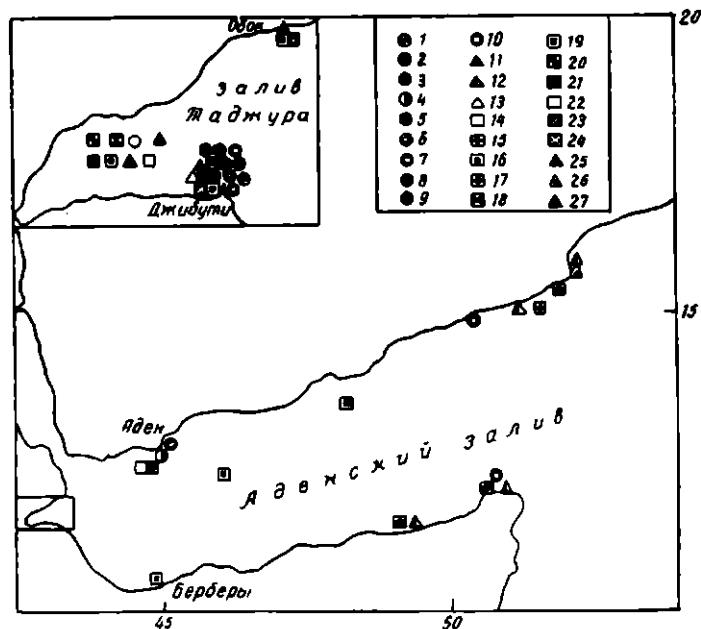 Обок
залив
Таджура
Джибути
1 10 19
2 11 20
3 12 21
4 13 22
5 14 23
6 15 24
7 16 25
8 17 26
9 18 27
20
15
Аден
Аденский залив
Берберы
45 50